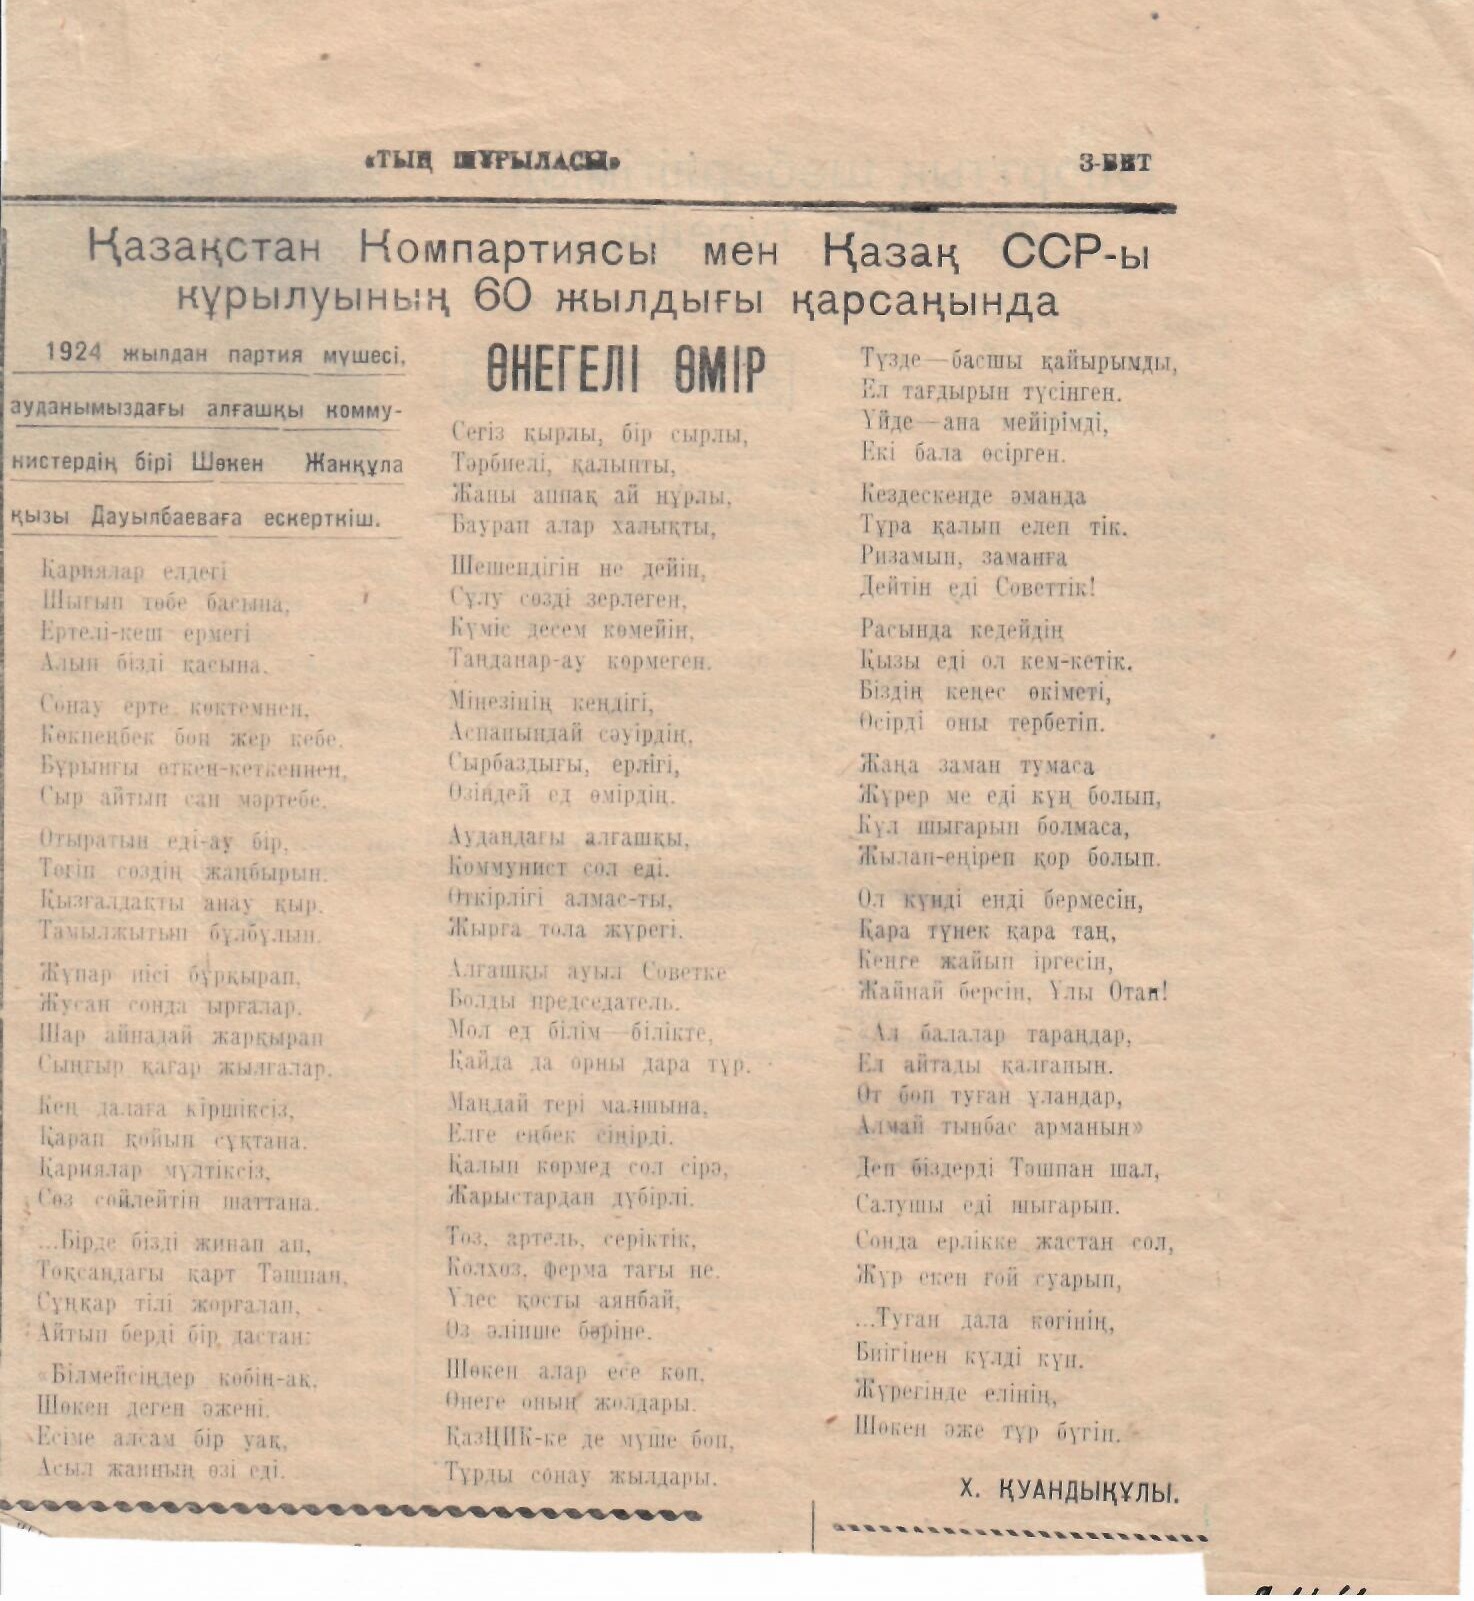 «ТЫҢ ШҰҒЫЛАСЫ»
3-БЕТ
Қазақстан Компартиясы мен Қазақ ССР-ы
құрылуының 60 жылдығы қарсаңында
1924 жылдан партия мүшесі,
ауданымыздағы алғашқы комму-
нистердің бірі Шөкен Жанқұла
қызы Дауылбаеваға ескерткіш.
ӨНЕГЕЛІ ӨМІР
Қариялар елдегі
Шығып төбе басына,
Ертелі-кеш ермегі
Алып бізді қасына.
Сонау ерте көктемнен,
Көкпеңбек боп жер кебе.
Бұрынғы өткен-кеткеннен,
Сыр айтып сан мәртебе.
Отыратын еді-ау бір,
Төгіп сөздің жаңбырын.
Қызғалдақты анау қыр.
Тамылжытып бұлбұлын.
Жұпар иісі бұрқырап,
Жусан сонда ырғалар.
Шар айнадай жарқырап
Сыңғыр қағар жылғалар.
Кең далаға кіршіксіз,
Қарап қойып сұқтана.
Қариялар мүлтіксіз,
Сөз сөйлейтін шаттана.
...Бірде бізді жинап ап,
Тоқсандағы қарт Тәшпан,
Сұңқар тілі жорғалап,
Айтып берді бір дастан:
«Білмейсіңдер көбің-ақ,
Шөкен деген әжені.
Есіме алсам бір уақ,
Асыл жанның өзі еді.
Сегіз қырлы, бір сырлы,
Тәрбиелі, қалыпты,
Жаны аппақ ай нұрлы,
Баурап алар халықты,
Шешендігін не дейін,
Сұлу сөзді зерлеген,
Күміс десем көмейін,
Таңданар-ау көрмеген.
Мінезінің кеңдігі,
Аспанындай сәуірдің,
Сырбаздығы, ерлігі,
Өзіндей ед өмірдің.
Аудандағы алғашқы,
Коммунист сол еді.
Өткірлігі алмас-ты,
Жырға тола жүрегі.
Алғашқы ауыл Советке
Болды председатель.
Мол ед білім—білікте,
Қайда да орны дара тұр.
Маңдай тері малшына,
Елге еңбек сіңірді.
Қалып көрмед сол сірә,
Жарыстардан дүбірлі.
Тоз, артель, серіктік,
Колхоз, ферма тағы не.
Үлес қосты аянбай,
Өз әлінше бәріне.
Шөкен алар есе көп,
Өнеге оның жолдары.
ҚазЦИК-ке де мүше боп,
Тұрды сонау жылдары.
Түзде—басшы қайырымды,
Ел тағдырын түсінген.
Үйде—ана мейірімді,
Екі бала өсірген.
Кездескенде әманда
Тұра қалып елеп тік.
Ризамын, заманға
Дейтін еді Советтік!
Расында кедейдің
Қызы еді ол кем-кетік.
Біздің кеңес өкіметі,
Өсірді оны тербетіп.
Жаңа заман тумаса
Жүрер ме еді күң болып,
Күл шығарып болмаса,
Жылап-еңіреп қор болып.
Ол күнді енді бермесін,
Қара түнек қара таң,
Кеңге жайып іргесін,
Жайнай берсін, Ұлы Отан!
Ал балалар тараңдар,
Ел айтады қалғанын.
От боп туған ұландар,
Алмай тынбас арманын»
Деп біздерді Тәшпан шал,
Салушы еді шығарып.
Сонда ерлікке жастан сол,
Жүр екен ғой суарып,
...Туған дала көгінің,
Биігінен күлді күн.
Жүрегінде елінің,
Шөкен әже тұр бүгін.
Х. ҚУАНДЫҚҰЛЫ.